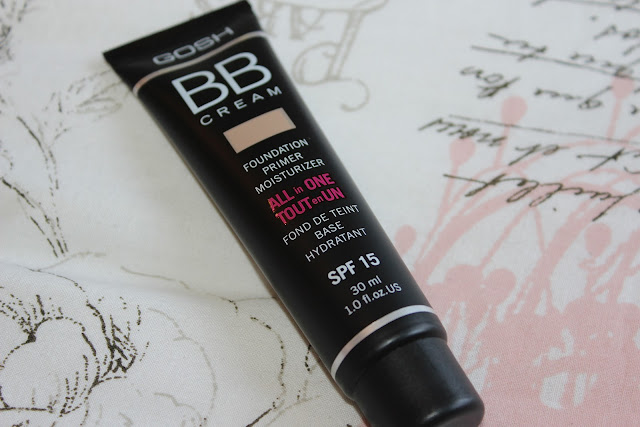 GOSH
BB
CREAM
FOUNDATION
PRIMER
MOISTURIZER
ALL in ONE
TOUT en UN
FOND DE TEINT
BASE
HYDRATANT
SPF 15
30 ml
1.0 fl.oz.US